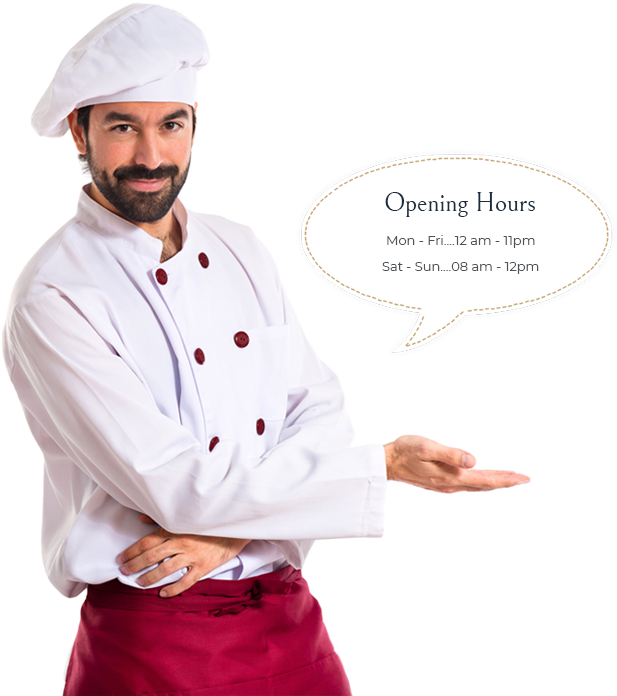 Opening Hours
Mon - Fri....12 am - 11pm
Sat - Sun....08 am - 12pm